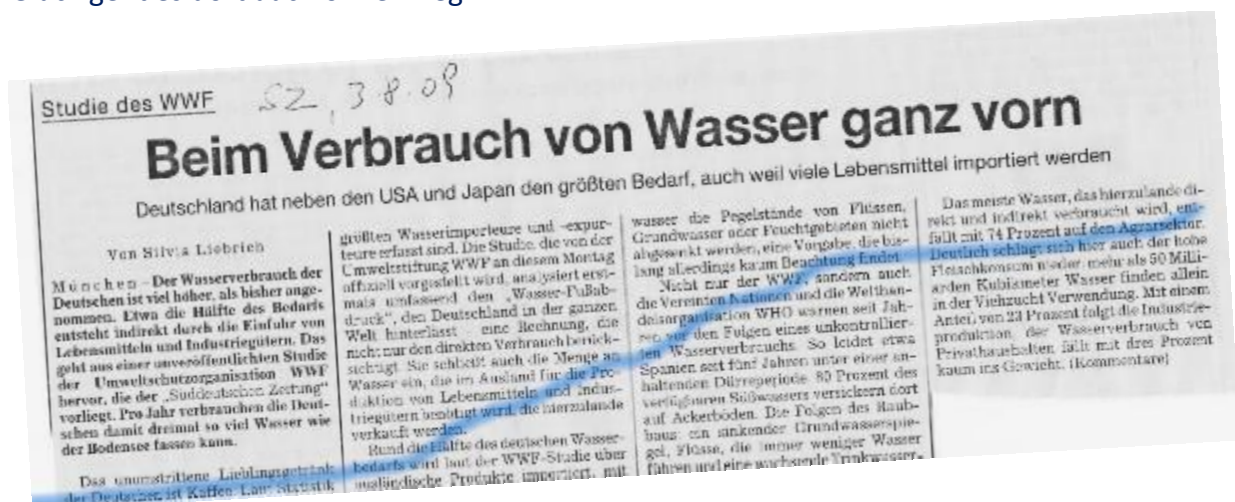 Studie des WWF
SZ, 3.8.09
Beim Verbrauch von Wasser ganz vorn
Deutschland hat neben den USA und Japan den größten Bedarf, auch weil viele Lebensmittel importiert werden
Von Silvia Liebrich
München – Der Wasserverbrauch der
Deutschen ist viel höher, als bisher ange-
nommen. Etwa die Hälfte des Bedarfs
entsteht indirekt durch die Einfuhr von
Lebensmitteln und Industriegütern. Das
geht aus einer unveröffentlichten Studie
der Umweltschutzorganisation WWF
hervor, die der „Süddeutschen Zeitung“
vorliegt. Pro Jahr verbrauchen die Deut-
schen damit dreimal so viel Wasser wie
der Bodensee fassen kann.
Das unumstrittene Lieblingsgetränk
der Deutschen ist Kaffee. Laut Statistik
größten Wasserimporteure und -expor-
teure erfasst sind. Die Studie, die von der
Umweltstiftung WWF an diesem Montag
offiziell vorgestellt wird, analysiert erst-
mals umfassend den „Wasser-Fußab-
druck“, den Deutschland in der ganzen
Welt hinterlässt – eine Rechnung, die
nicht nur den direkten Verbrauch berück-
sichtigt. Sie schließt auch die Menge an
Wasser ein, die im Ausland für die Pro-
duktion von Lebensmitteln und Indus-
triegütern benötigt wird, die hierzulande
verkauft werden.
Rund die Hälfte des deutschen Wasser-
bedarfs wird laut der WWF-Studie über
ausländische Produkte importiert, mit
wasser die Pegelstände von Flüssen,
Grundwasser oder Feuchtgebieten nicht
abgesenkt werden, eine Vorgabe, die bis-
lang allerdings kaum Beachtung findet.
Nicht nur der WWF, sondern auch
die Vereinten Nationen und die Welthan-
delsorganisation WHO warnen seit Jah-
ren vor den Folgen eines unkontrollier-
ten Wasserverbrauchs. So leidet etwa
Spanien seit fünf Jahren unter einer an-
haltenden Dürreperiode. 80 Prozent des
verfügbaren Süßwassers versickern dort
auf Ackerböden. Die Folgen des Raub-
baus: ein sinkender Grundwasserspie-
gel, Flüsse, die immer weniger Wasser
führen und eine wachsende Trinkwasser-
Das meiste Wasser, das hierzulande di-
rekt und indirekt verbraucht wird, ent-
fällt mit 74 Prozent auf den Agrarsektor.
Deutlich schlägt sich hier auch der hohe
Fleischkonsum nieder, mehr als 50 Milli-
arden Kubikmeter Wasser finden allein
in der Viehzucht Verwendung. Mit einem
Anteil von 23 Prozent folgt die Industrie-
produktion, der Wasserverbrauch von
Privathaushalten fällt mit drei Prozent
kaum ins Gewicht. (Kommentare)